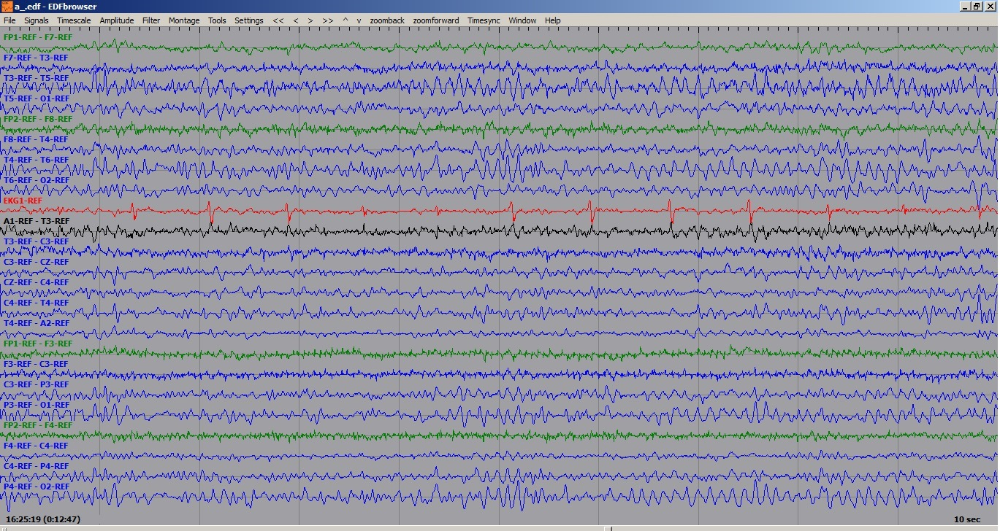 a_.edf - EDFbrowser
File Signals Timescale Amplitude Filter Montage Tools Settings << < > >> ^ v zoomback zoomforward Timesync Window Help
FP1-REF - F7-REF
F7-REF - T3-REF
T3-REF - T5-REF
T5-REF - O1-REF
FP2-REF - F8-REF
F8-REF - T4-REF
T4-REF - T6-REF
T6-REF - O2-REF
EKG1-REF
A1-REF - T3-REF
T3-REF - C3-REF
C3-REF - CZ-REF
CZ-REF - C4-REF
C4-REF - T4-REF
T4-REF - A2-REF
FP1-REF - F3-REF
F3-REF - C3-REF
C3-REF - P3-REF
P3-REF - O1-REF
FP2-REF - F4-REF
F4-REF - C4-REF
C4-REF - P4-REF
P4-REF - O2-REF
16:25:19 (0:12:47) 10 sec